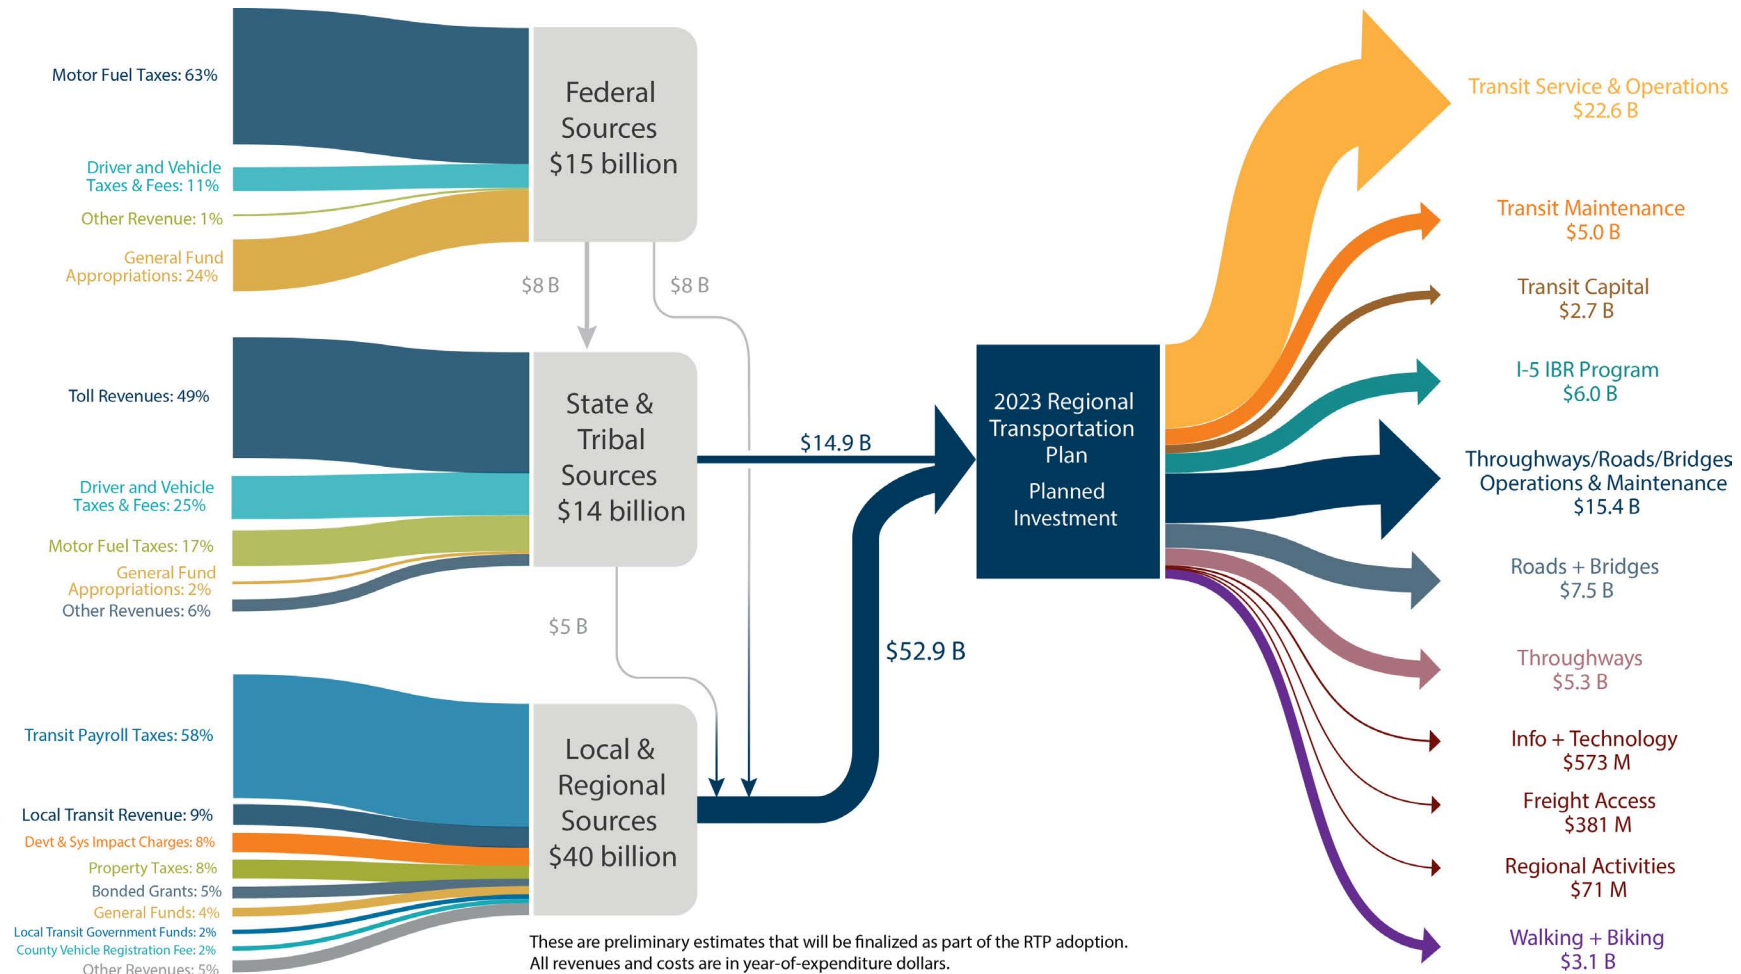 Motor Fuel Taxes: 63%
Driver and Vehicle
Taxes & Fees: 11%
Other Revenue: 1%
General Fund
Appropriations: 24%
Federal
Sources
$15 billion
$8 B
$8 B
Toll Revenues: 49%
Driver and Vehicle
Taxes & Fees: 25%
Motor Fuel Taxes: 17%
General Fund
Appropriations: 2%
Other Revenues: 6%
State &
Tribal
Sources
$14 billion
$14.9 B
$5 B
$52.9 B
Transit Payroll Taxes: 58%
Local Transit Revenue: 9%
Devt & Sys Impact Charges: 8%
Property Taxes: 8%
Bonded Grants: 5%
General Funds: 4%
Local Transit Government Funds: 2%
County Vehicle Registration Fee: 2%
Other Revenues: 5%
Local &
Regional
Sources
$40 billion
2023 Regional
Transportation
Plan
Planned
Investment
Transit Service & Operations
$22.6 B
Transit Maintenance
$5.0 B
Transit Capital
$2.7 B
I-5 IBR Program
$6.0 B
Throughways/Roads/Bridges
Operations & Maintenance
$15.4 B
Roads + Bridges
$7.5 B
Throughways
$5.3 B
Info + Technology
$573 M
Freight Access
$381 M
Regional Activities
$71 M
Walking + Biking
$3.1 B
These are preliminary estimates that will be finalized as part of the RTP adoption.
All revenues and costs are in year-of-expenditure dollars.